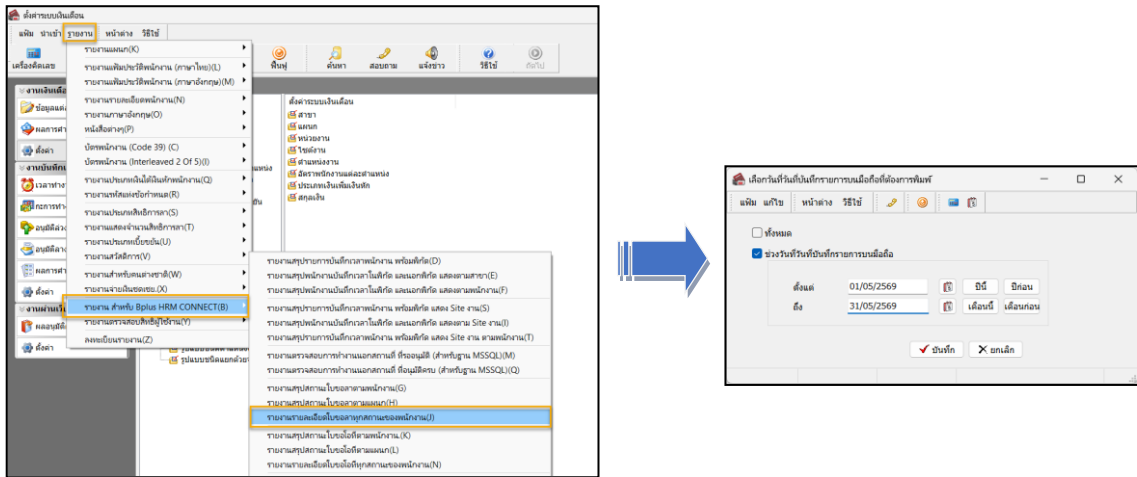 ตั้งค่าระบบเงินเดือน
แฟ้ม นำเข้า รายงาน หน้าต่าง วิธีใช้
เครื่องคิดเลข ฟื้นฟู ค้นหา สอบถาม แจ้งข่าว วิธีใช้ ถัดไป
งานเงินเดือ
ข้อมูลแต่
ผลการคำ
ตั้งค่า
งานบันทึก
เวลาทำง
กะการทำ
อนุมัติล่ว
อนุมัติลาง
ผลการคำ
ตั้งค่า
งานผ่านเว็
ผลอนุมัติ
ตั้งค่า
รายงานแผนก(K)
รายงานแฟ้มประวัติพนักงาน (ภาษาไทย)(L)
รายงานแฟ้มประวัติพนักงาน (ภาษาอังกฤษ)(M)
รายงานรายละเอียดพนักงาน(N)
รายงานภาษาอังกฤษ(O)
หนังสือต่างๆ(P)
บัตรพนักงาน (Code 39) (C)
บัตรพนักงาน (Interleaved 2 Of 5)(I)
รายงานประเภทเงินได้เงินหักพนักงาน(Q)
รายงานรหัสแห่งข้อกำหนด(R)
รายงานประเภทสิทธิการลา(S)
รายงานแสดงจำนวนสิทธิการลา(T)
รายงานประเภทเบี้ยขยัน(U)
รายงานสวัสดิการ(V)
รายงานสำหรับคนต่างชาติ(W)
รายงานจ่ายเงินชดเชย.(X)
รายงาน สำหรับ Bplus HRM CONNECT(B)
รายงานตรวจสอบสิทธิผู้ใช้งาน(Y)
ลงทะเบียนรายงาน(Z)
ตั้งค่าระบบเงินเดือน
สาขา
แผนก
หน่วยงาน
ไซต์งาน
ตำแหน่งงาน
อัตราพนักงานแต่ละตำแหน่ง
ประเภทเงินเพิ่มเงินหัก
สกุลเงิน
รายงานสรุปรายการบันทึกเวลาพนักงาน พร้อมพิกัด(D)
รายงานสรุปพนักงานบันทึกเวลาในพิกัด และนอกพิกัด แสดงตามสาขา(E)
รายงานสรุปพนักงานบันทึกเวลาในพิกัด และนอกพิกัด แสดงตามพนักงาน(F)
รายงานสรุปรายการบันทึกเวลาพนักงาน พร้อมพิกัด แสดง Site งาน(S)
รายงานสรุปพนักงานบันทึกเวลาในพิกัด และนอกพิกัด แสดงตาม Site งาน(I)
รายงานสรุปรายการบันทึกเวลาพนักงาน พร้อมพิกัด แสดง Site งาน ตามพนักงาน(T)
รายงานตรวจสอบการทำงานนอกสถานที่ ที่รออนุมัติ (สำหรับฐาน MSSQL)(M)
รายงานตรวจสอบการทำงานนอกสถานที่ ที่อนุมัติครบ (สำหรับฐาน MSSQL)(Q)
รายงานสรุปสถานะใบขอลาตามพนักงาน(G)
รายงานสรุปสถานะใบขอลาตามแผนก(H)
รายงานรายละเอียดใบขอลาทุกสถานะของพนักงาน(J)
รายงานสรุปสถานะใบขอโอทีตามพนักงาน.(K)
รายงานสรุปสถานะใบขอโอทีตามแผนก(L)
รายงานรายละเอียดใบขอโอทีทุกสถานะของพนักงาน(N)
เลือกวันที่วันที่บันทึกรายการบนมือถือที่ต้องการพิมพ์
แฟ้ม แก้ไข หน้าต่าง วิธีใช้
ทั้งหมด
ช่วงวันที่วันที่บันทึกรายการบนมือถือ
ตั้งแต่ 01/05/2569 ปีนี้ ปีก่อน
ถึง 31/05/2569 เดือนนี้ เดือนก่อน
บันทึก ยกเลิก